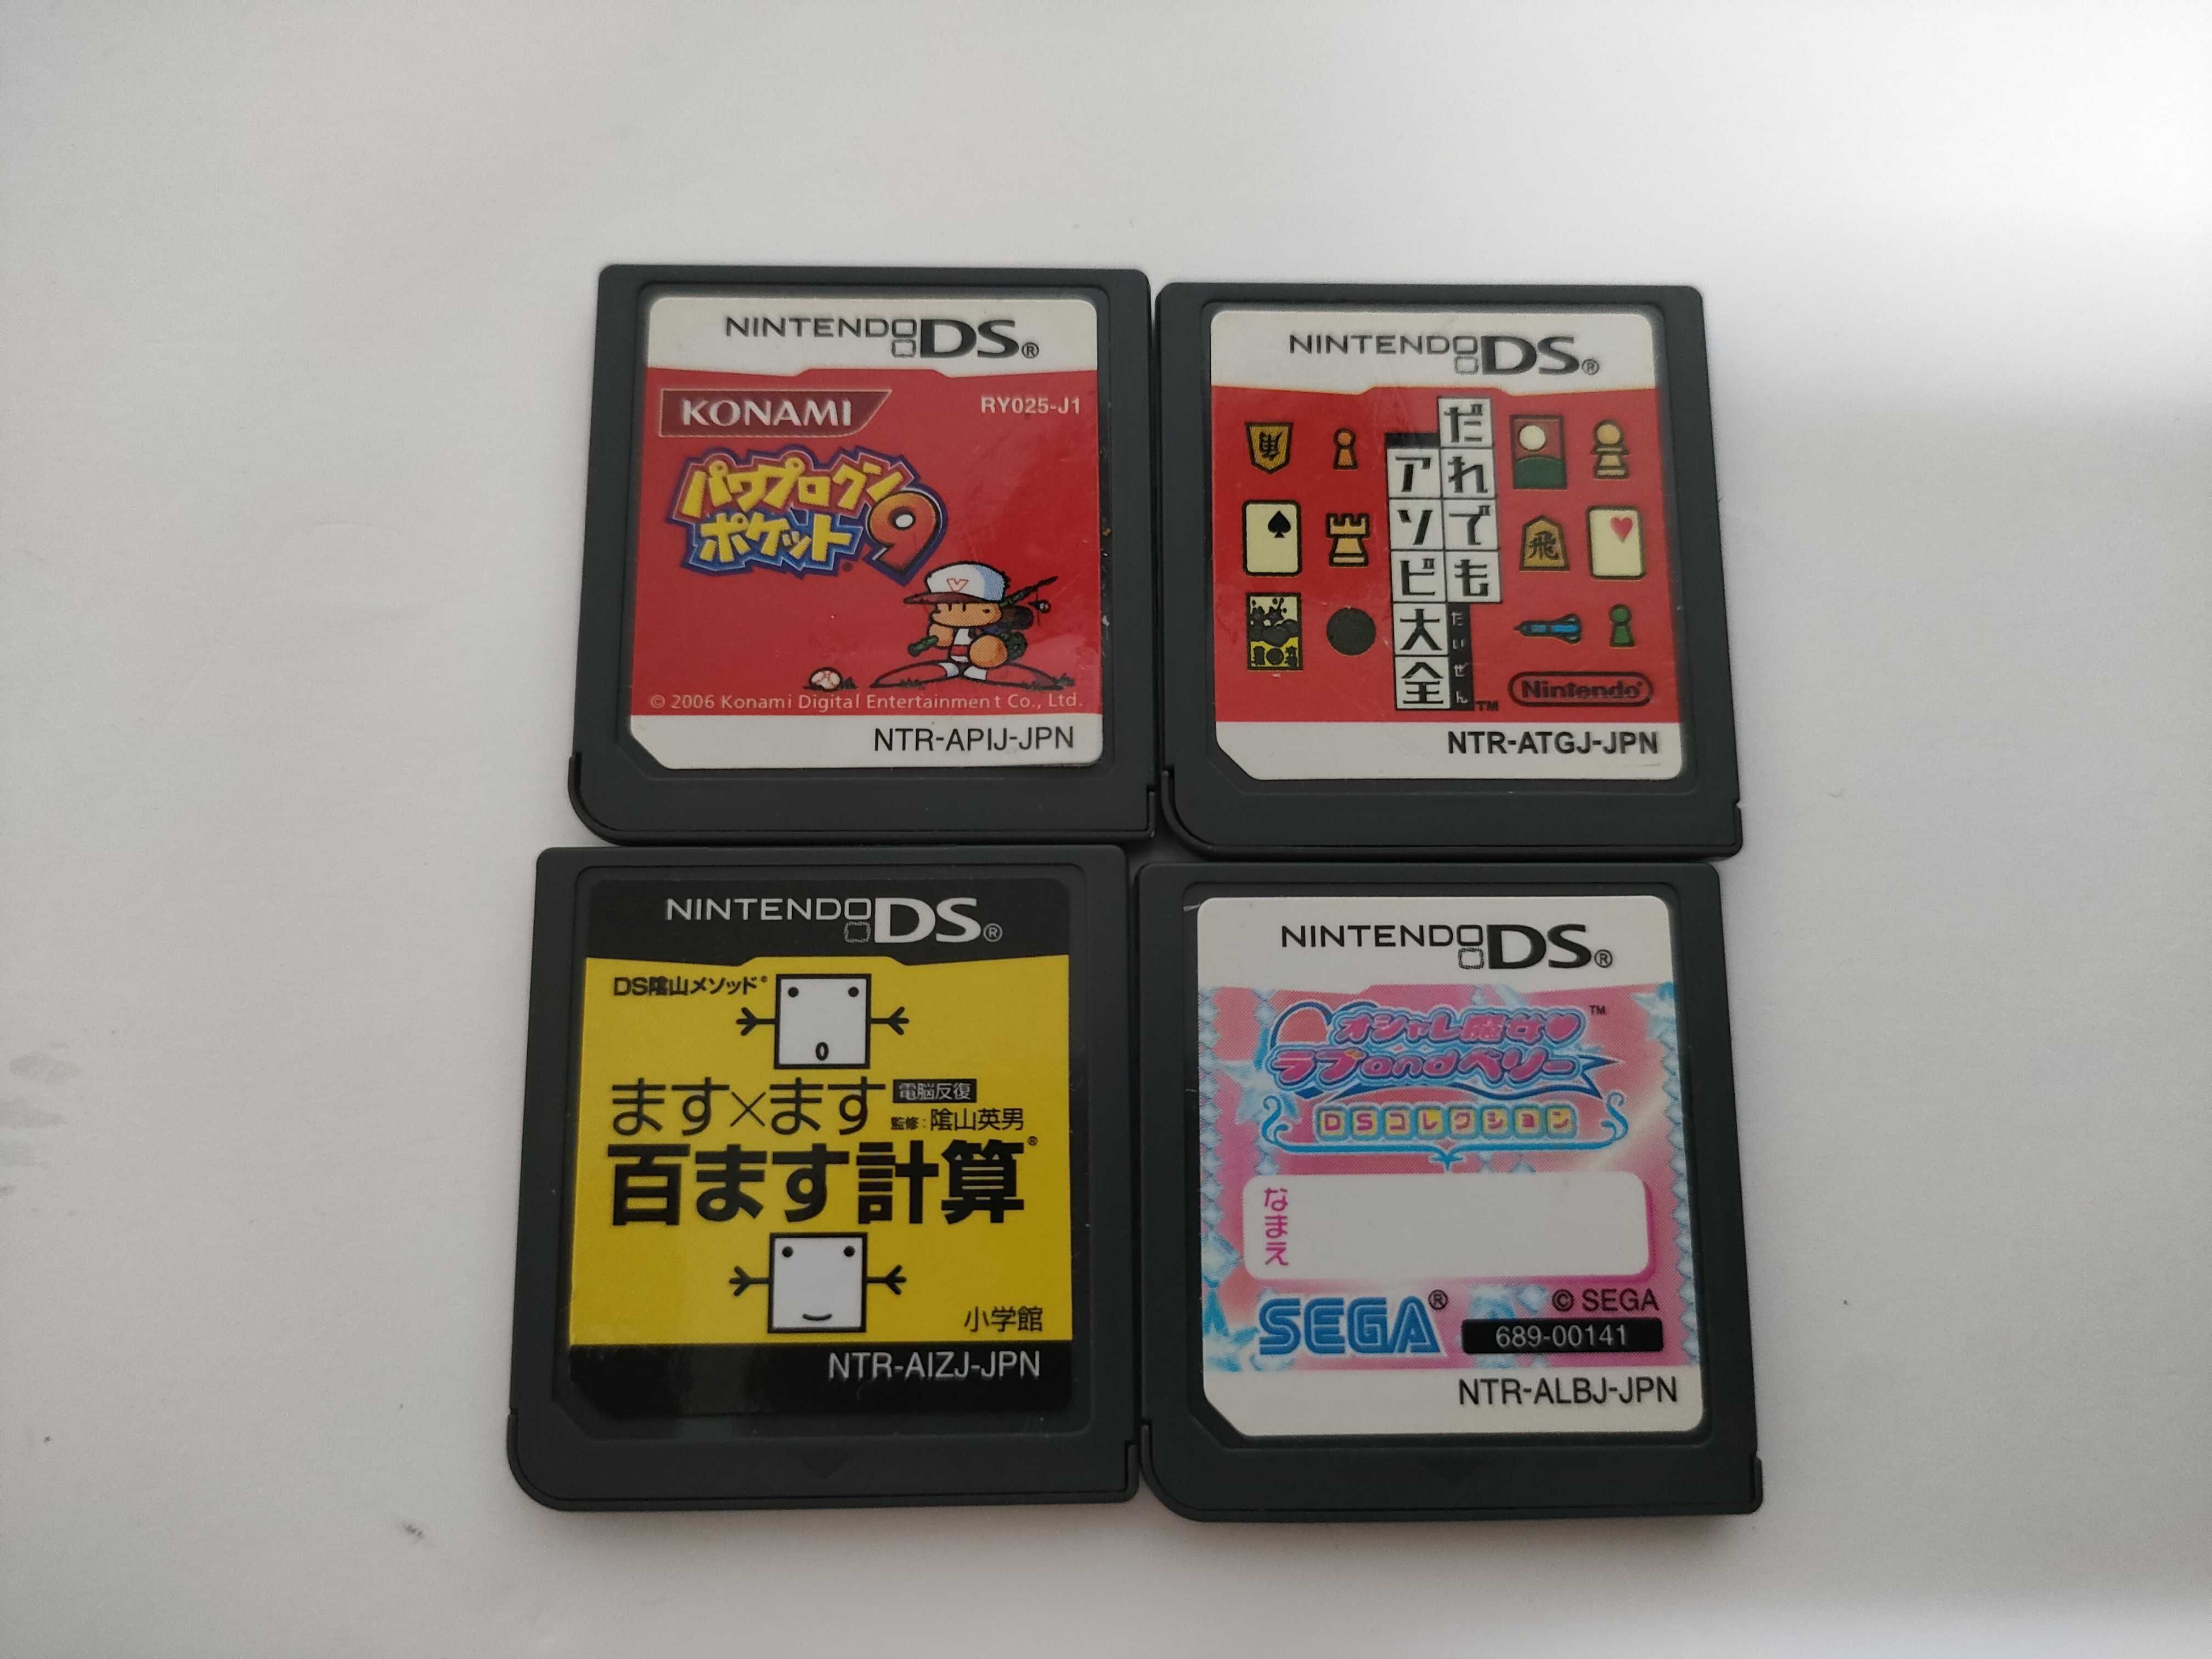 NINTENDO DS®
KONAMI
RY025-J1
パワプロクン
ポケット9
© 2006 Konami Digital Entertainment Co., Ltd.
NTR-APIJ-JPN
NINTENDO DS®
だれでも
アソビ大全
たいぜん
TM
角
飛
Nintendo®
NTR-ATGJ-JPN
NINTENDO DS®
DS陰山メソッド®
ます×ます 電脳反復
監修:陰山英男
百ます計算®
小学館
NTR-AIZJ-JPN
NINTENDO DS®
オシャレ魔女♥ TM
ラブandベリー
DSコレクション
なまえ
SEGA®
© SEGA
689-00141
NTR-ALBJ-JPN